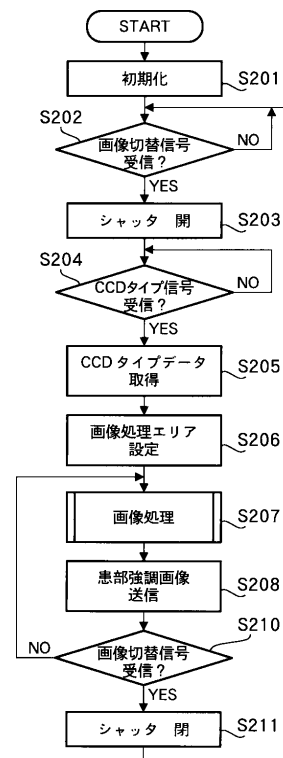 START
初期化
S201
S202
画像切替信号
受信?
NO
YES
シャッタ 開
S203
S204
CCDタイプ信号
受信?
NO
YES
CCDタイプデータ
取得
S205
画像処理エリア
設定
S206
画像処理
S207
患部強調画像
送信
S208
S210
NO
画像切替信号
受信?
YES
シャッタ 閉
S211